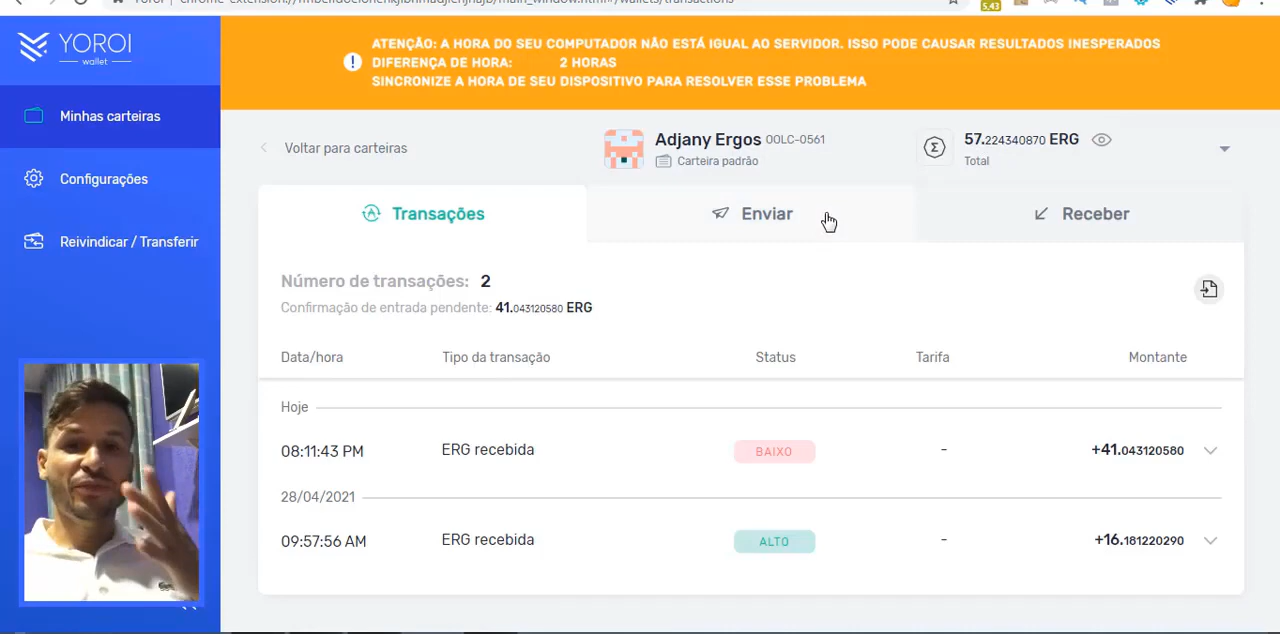 YOROI
wallet
Minhas carteiras
Configurações
Reivindicar / Transferir
5,43
ATENÇÃO: A HORA DO SEU COMPUTADOR NÃO ESTÁ IGUAL AO SERVIDOR. ISSO PODE CAUSAR RESULTADOS INESPERADOS
DIFERENÇA DE HORA: 2 HORAS
SINCRONIZE A HORA DE SEU DISPOSITIVO PARA RESOLVER ESSE PROBLEMA
Voltar para carteiras
Adjany Ergos OOLC-0561
Carteira padrão
57.224340870 ERG
Total
Transações
Enviar
Receber
Número de transações: 2
Confirmação de entrada pendente: 41.043120580 ERG
Data/hora Tipo da transação Status Tarifa Montante
Hoje
08:11:43 PM ERG recebida BAIXO - +41.043120580
28/04/2021
09:57:56 AM ERG recebida ALTO - +16.181220290